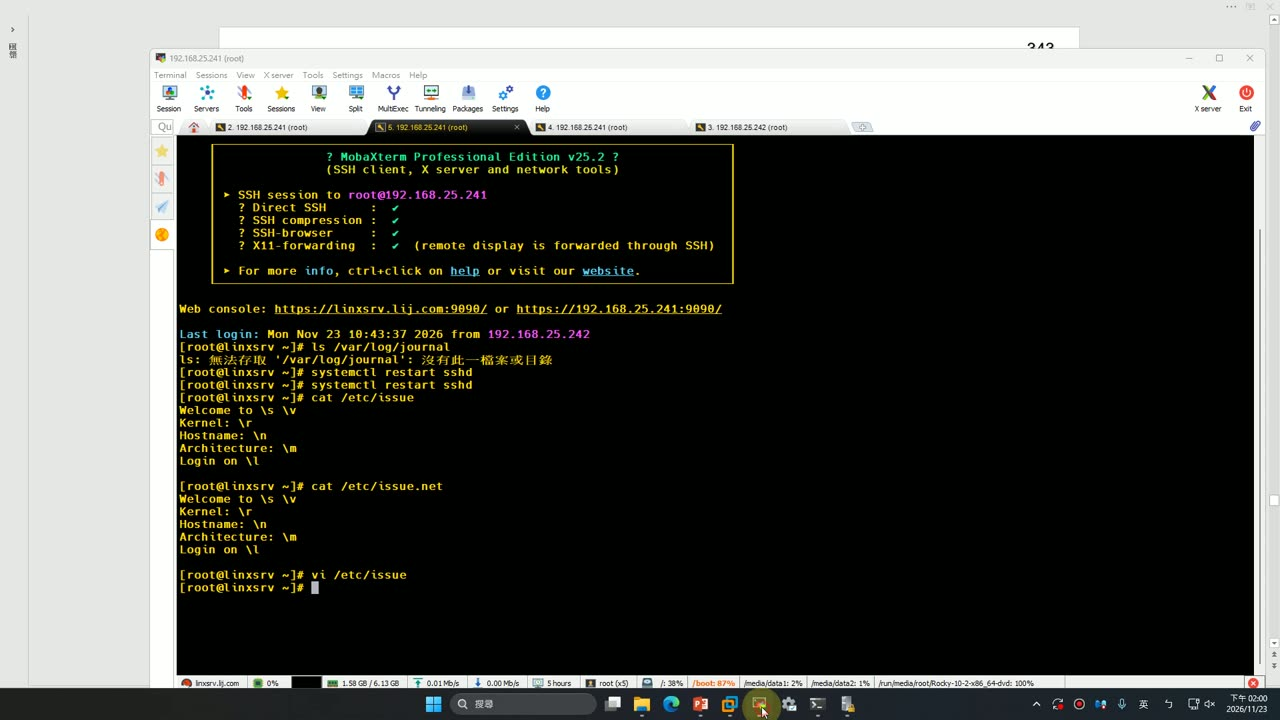 343
192.168.25.241 (root)
Terminal Sessions View X server Tools Settings Macros Help
Session Servers Tools Sessions View Split MultiExec Tunneling Packages Settings Help X server Exit
Qu 2. 192.168.25.241 (root) 5. 192.168.25.241 (root) 4. 192.168.25.241 (root) 3. 192.168.25.242 (root)
? MobaXterm Professional Edition v25.2 ?
(SSH client, X server and network tools)
➤ SSH session to root@192.168.25.241
? Direct SSH : ✔
? SSH compression : ✔
? SSH-browser : ✔
? X11-forwarding : ✔ (remote display is forwarded through SSH)
➤ For more info, ctrl+click on help or visit our website.
Web console: https://linxsrv.lij.com:9090/ or https://192.168.25.241:9090/
Last login: Mon Nov 23 10:43:37 2026 from 192.168.25.242
[root@linxsrv ~]# ls /var/log/journal
ls: 無法存取 '/var/log/journal': 沒有此一檔案或目錄
[root@linxsrv ~]# systemctl restart sshd
[root@linxsrv ~]# systemctl restart sshd
[root@linxsrv ~]# cat /etc/issue
Welcome to \s \v
Kernel: \r
Hostname: \n
Architecture: \m
Login on \l
[root@linxsrv ~]# cat /etc/issue.net
Welcome to \s \v
Kernel: \r
Hostname: \n
Architecture: \m
Login on \l
[root@linxsrv ~]# vi /etc/issue
[root@linxsrv ~]#
linxsrv.lij.com 0% 1.58 GB / 6.13 GB 0.01 Mb/s 0.00 Mb/s 5 hours root (x5) /: 38% /boot: 87% /media/data1: 2% /media/data2: 1% /run/media/root/Rocky-10-2-x86_64-dvd: 100%
搜尋
英
下午 02:00
2026/11/23